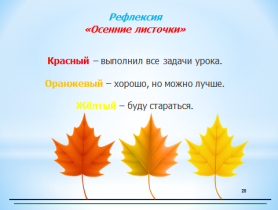 Рефлексия
«Осенние листочки»
Красный – выполнил все задачи урока.
Оранжевый – хорошо, но можно лучше.
Жёлтый – буду стараться.